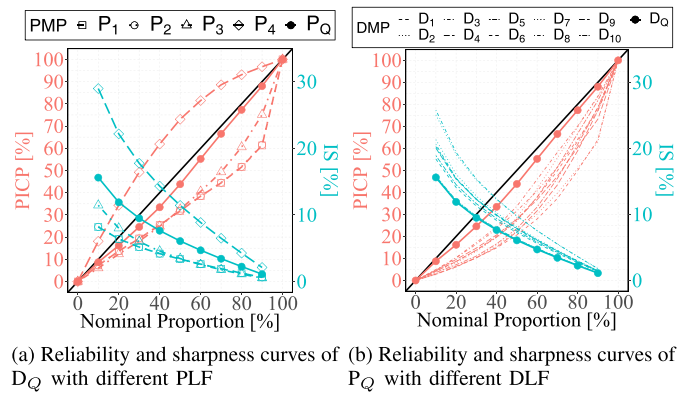 PMP P1 P2 P3 P4 PQ
DMP D1 D3 D5 D7 D9 DQ
D2 D4 D6 D8 D10
100
90
80
70
60
50
40
30
20
10
0
PICP [%]
30
20
10
0
IS [%]
0 20 40 60 80 100
Nominal Proportion [%]
100
90
80
70
60
50
40
30
20
10
0
PICP [%]
30
20
10
0
IS [%]
0 20 40 60 80 100
Nominal Proportion [%]
(a) Reliability and sharpness curves of
DQ with different PLF
(b) Reliability and sharpness curves of
PQ with different DLF